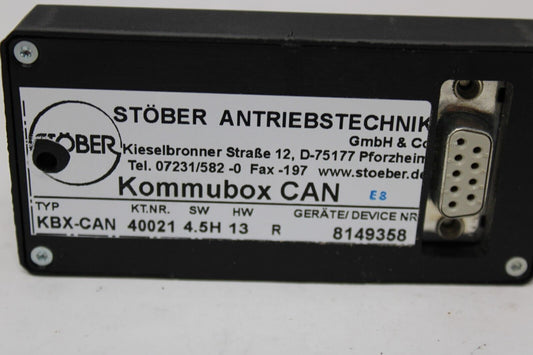 STÖBER
STÖBER ANTRIEBSTECHNIK
GmbH & Co
Kieselbronner Straße 12, D-75177 Pforzheim
Tel. 07231/582 -0 Fax -197 www.stoeber.de
Kommubox CAN E8
TYP KT.NR. SW HW GERÄTE/ DEVICE NR
KBX-CAN 40021 4.5H 13 R 8149358